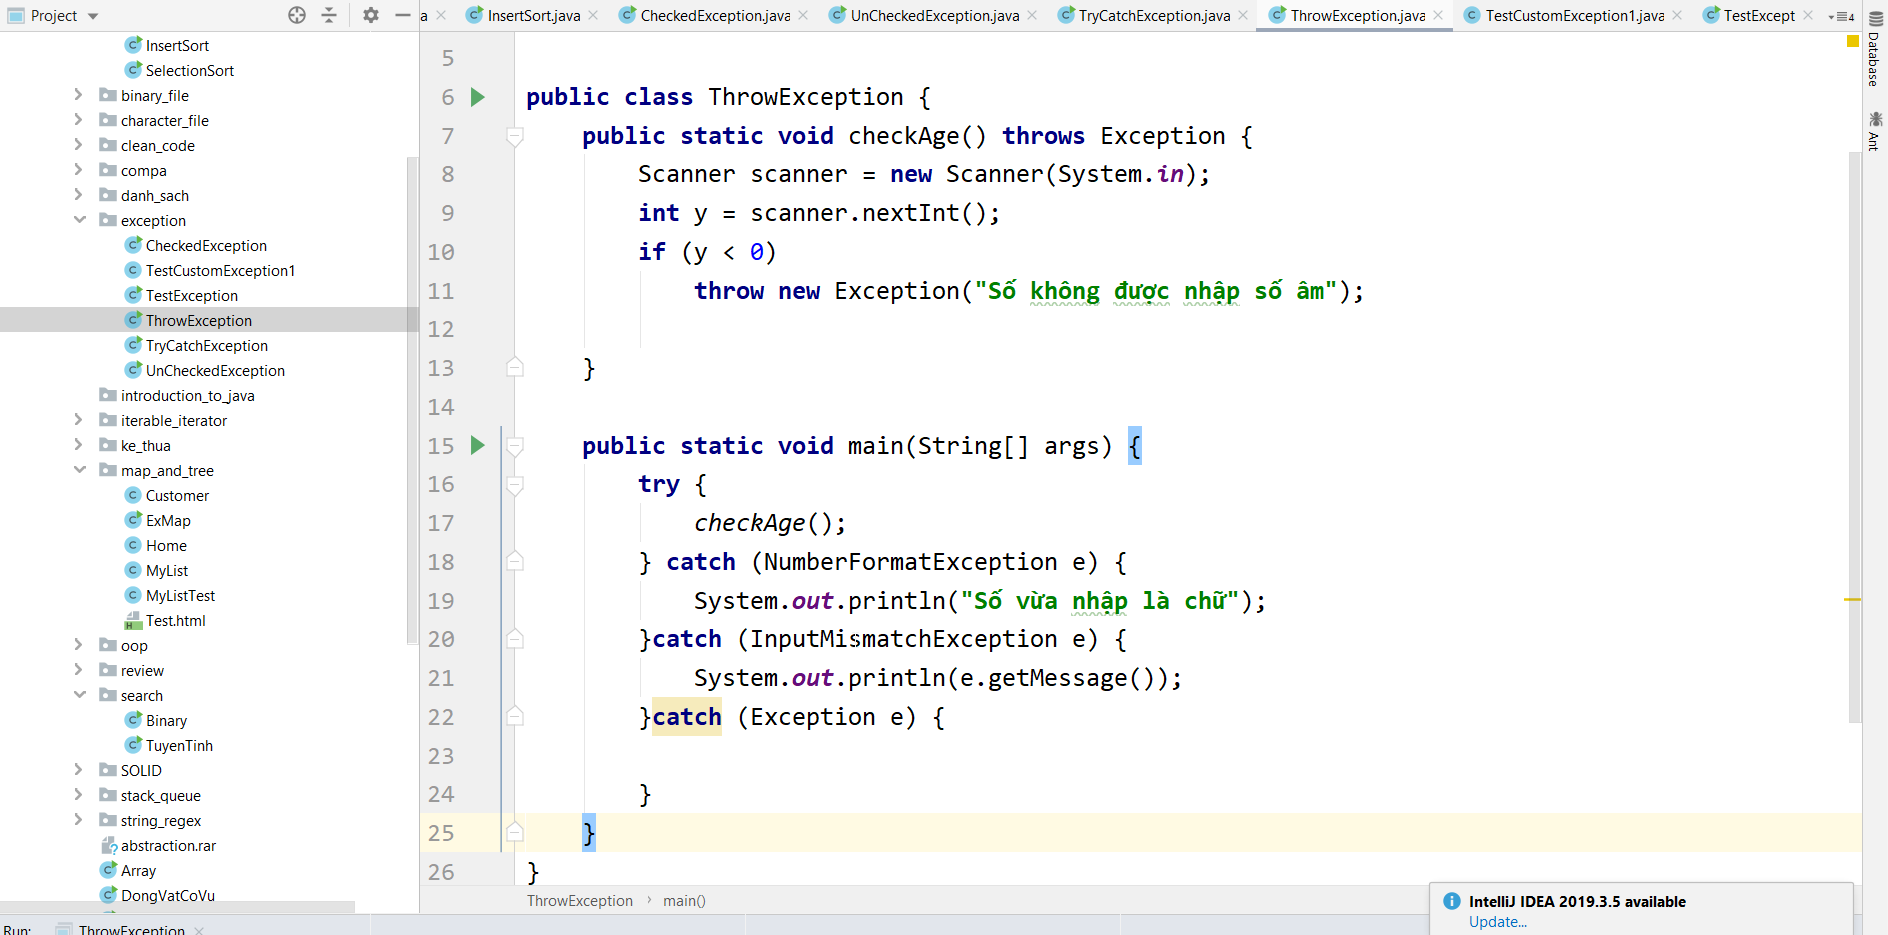 Project
a
InsertSort.java
CheckedException.java
UnCheckedException.java
TryCatchException.java
ThrowException.java
TestCustomException1.java
TestExcept
4
InsertSort
SelectionSort
binary_file
character_file
clean_code
compa
danh_sach
exception
CheckedException
TestCustomException1
TestException
ThrowException
TryCatchException
UnCheckedException
introduction_to_java
iterable_iterator
ke_thua
map_and_tree
Customer
ExMap
Home
MyList
MyListTest
Test.html
oop
review
search
Binary
TuyenTinh
SOLID
stack_queue
string_regex
abstraction.rar
Array
DongVatCoVu
5
6 public class ThrowException {
7 public static void checkAge() throws Exception {
8 Scanner scanner = new Scanner(System.in);
9 int y = scanner.nextInt();
10 if (y < 0)
11 throw new Exception("Số không được nhập số âm");
12
13 }
14
15 public static void main(String[] args) {
16 try {
17 checkAge();
18 } catch (NumberFormatException e) {
19 System.out.println("Số vừa nhập là chữ");
20 }catch (InputMismatchException e) {
21 System.out.println(e.getMessage());
22 }catch (Exception e) {
23
24 }
25 }
26 }
ThrowException › main()
Database
Ant
IntelliJ IDEA 2019.3.5 available
Update...
Run: ThrowException